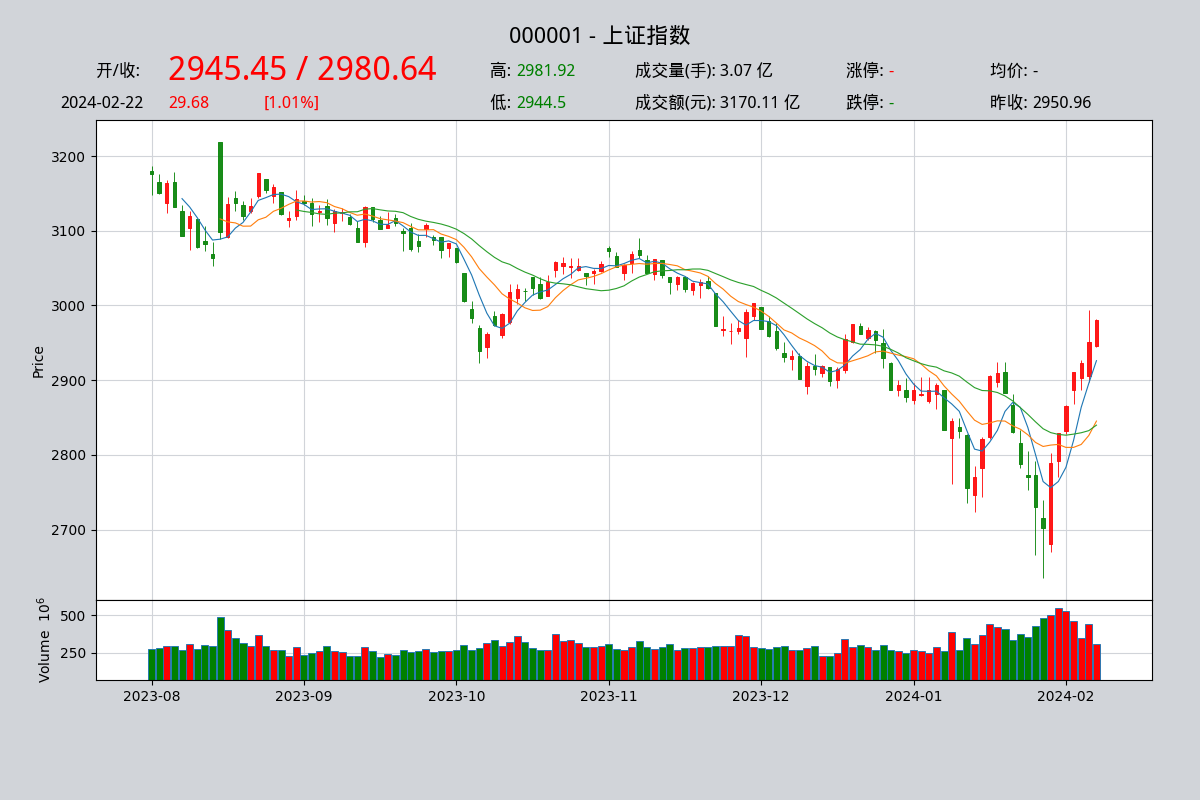 000001 - 上证指数
开/收: 2945.45 / 2980.64 高: 2981.92 成交量(手): 3.07 亿 涨停: - 均价: -
2024-02-22 29.68 [1.01%] 低: 2944.5 成交额(元): 3170.11 亿 跌停: - 昨收: 2950.96
3200
3100
3000
2900
2800
2700
Price
500
250
Volume 10⁶
2023-08 2023-09 2023-10 2023-11 2023-12 2024-01 2024-02